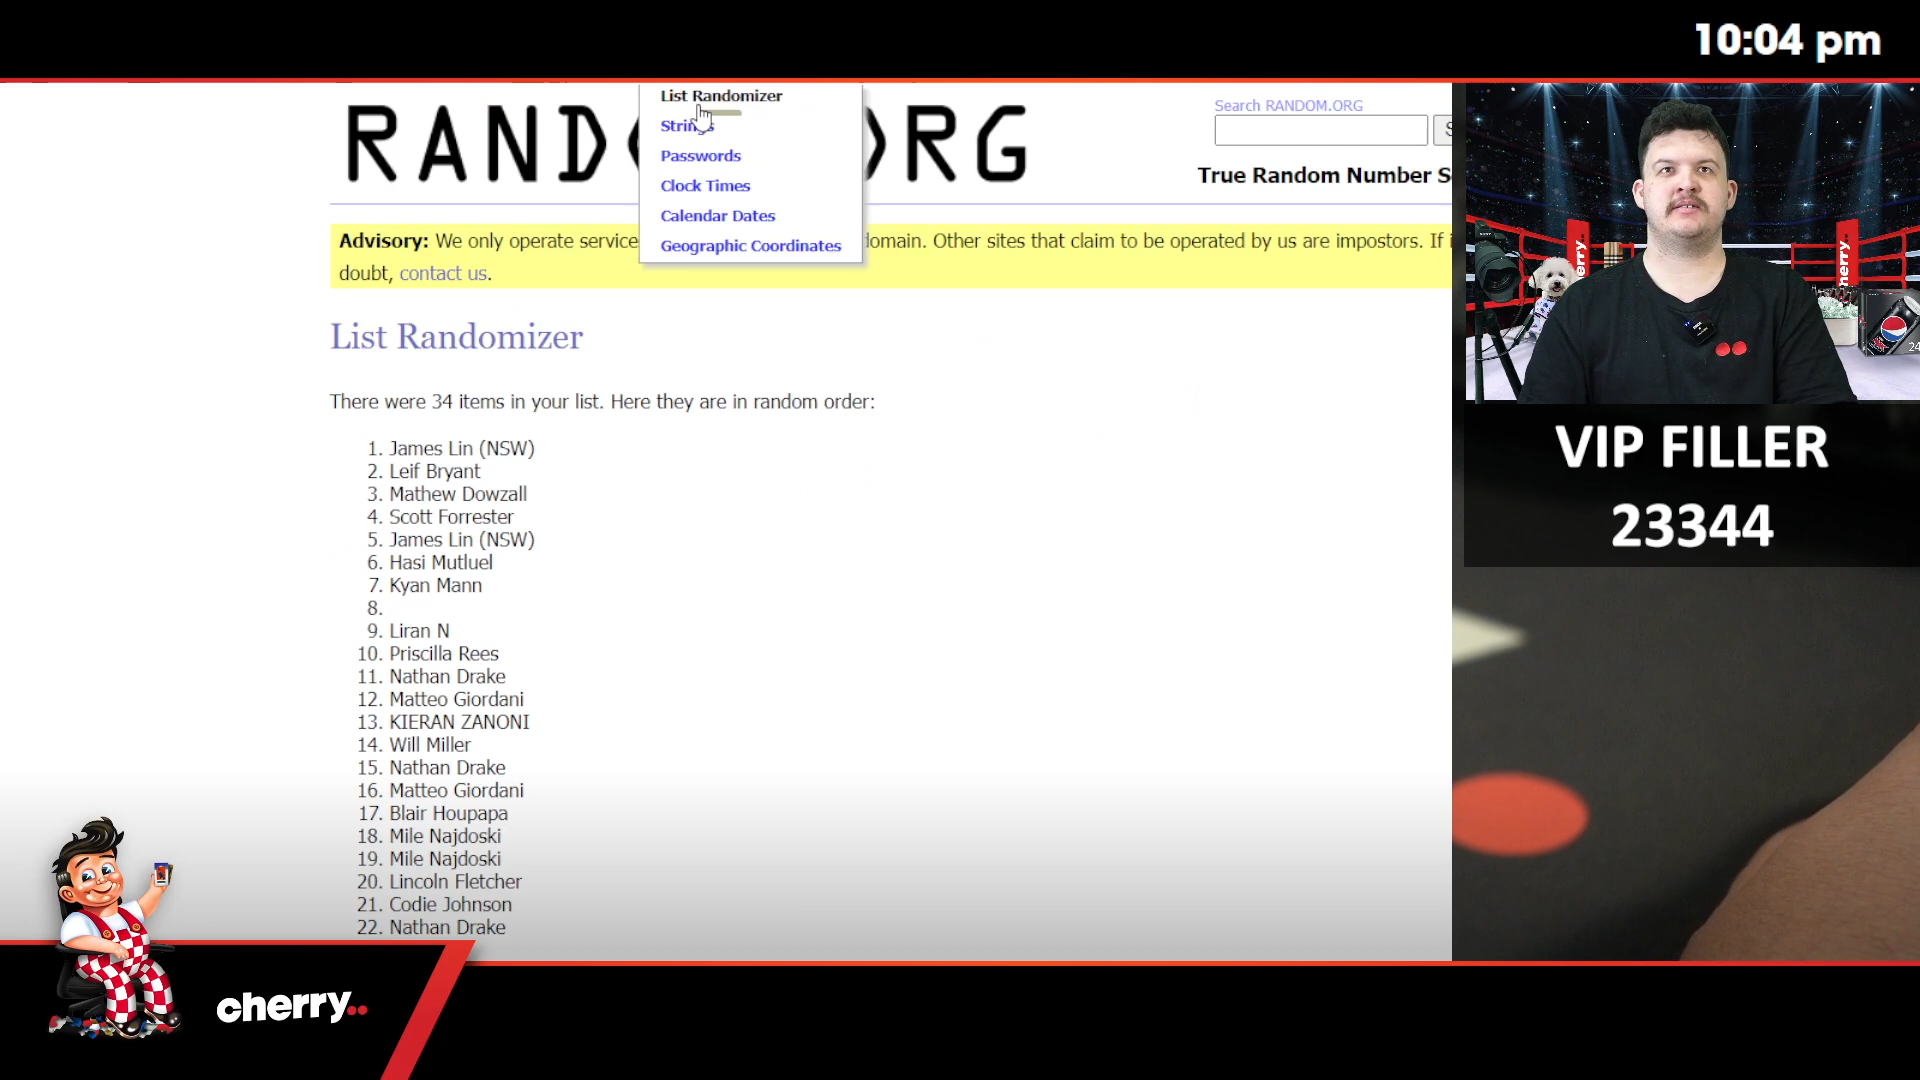 10:04 pm
List Randomizer
Strings
Passwords
Clock Times
Calendar Dates
Geographic Coordinates
RAND RG
Search RANDOM.ORG
S
True Random Number S
Advisory: We only operate service domain. Other sites that claim to be operated by us are impostors. If i
doubt, contact us.
List Randomizer
There were 34 items in your list. Here they are in random order:
1. James Lin (NSW)
2. Leif Bryant
3. Mathew Dowzall
4. Scott Forrester
5. James Lin (NSW)
6. Hasi Mutluel
7. Kyan Mann
8.
9. Liran N
10. Priscilla Rees
11. Nathan Drake
12. Matteo Giordani
13. KIERAN ZANONI
14. Will Miller
15. Nathan Drake
16. Matteo Giordani
17. Blair Houpapa
18. Mile Najdoski
19. Mile Najdoski
20. Lincoln Fletcher
21. Codie Johnson
22. Nathan Drake
herry.
herry.
24
VIP FILLER
23344
cherry..